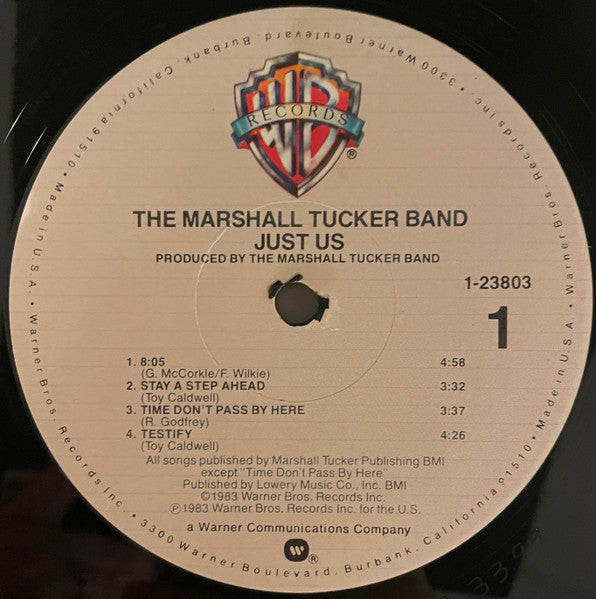 WB
RECORDS
®
THE MARSHALL TUCKER BAND
JUST US
PRODUCED BY THE MARSHALL TUCKER BAND
1-23803
1
1. 8:05 4:58
(G. McCorkle/F. Wilkie)
2. STAY A STEP AHEAD 3:32
(Toy Caldwell)
3. TIME DON'T PASS BY HERE 3:37
(R. Godfrey)
4. TESTIFY 4:26
(Toy Caldwell)
All songs published by Marshall Tucker Publishing BMI
except "Time Don't Pass By Here"
Published by Lowery Music Co., Inc. BMI
©1983 Warner Bros. Records Inc.
℗1983 Warner Bros. Records Inc. for the U.S.
a Warner Communications Company
®
Warner Bros. Records Inc. • 3300 Warner Boulevard, Burbank, California 91510 • Made in U.S.A. •
Warner Bros. Records Inc. • 3300 Warner Boulevard, Burbank, California 91510 • Made in U.S.A. •